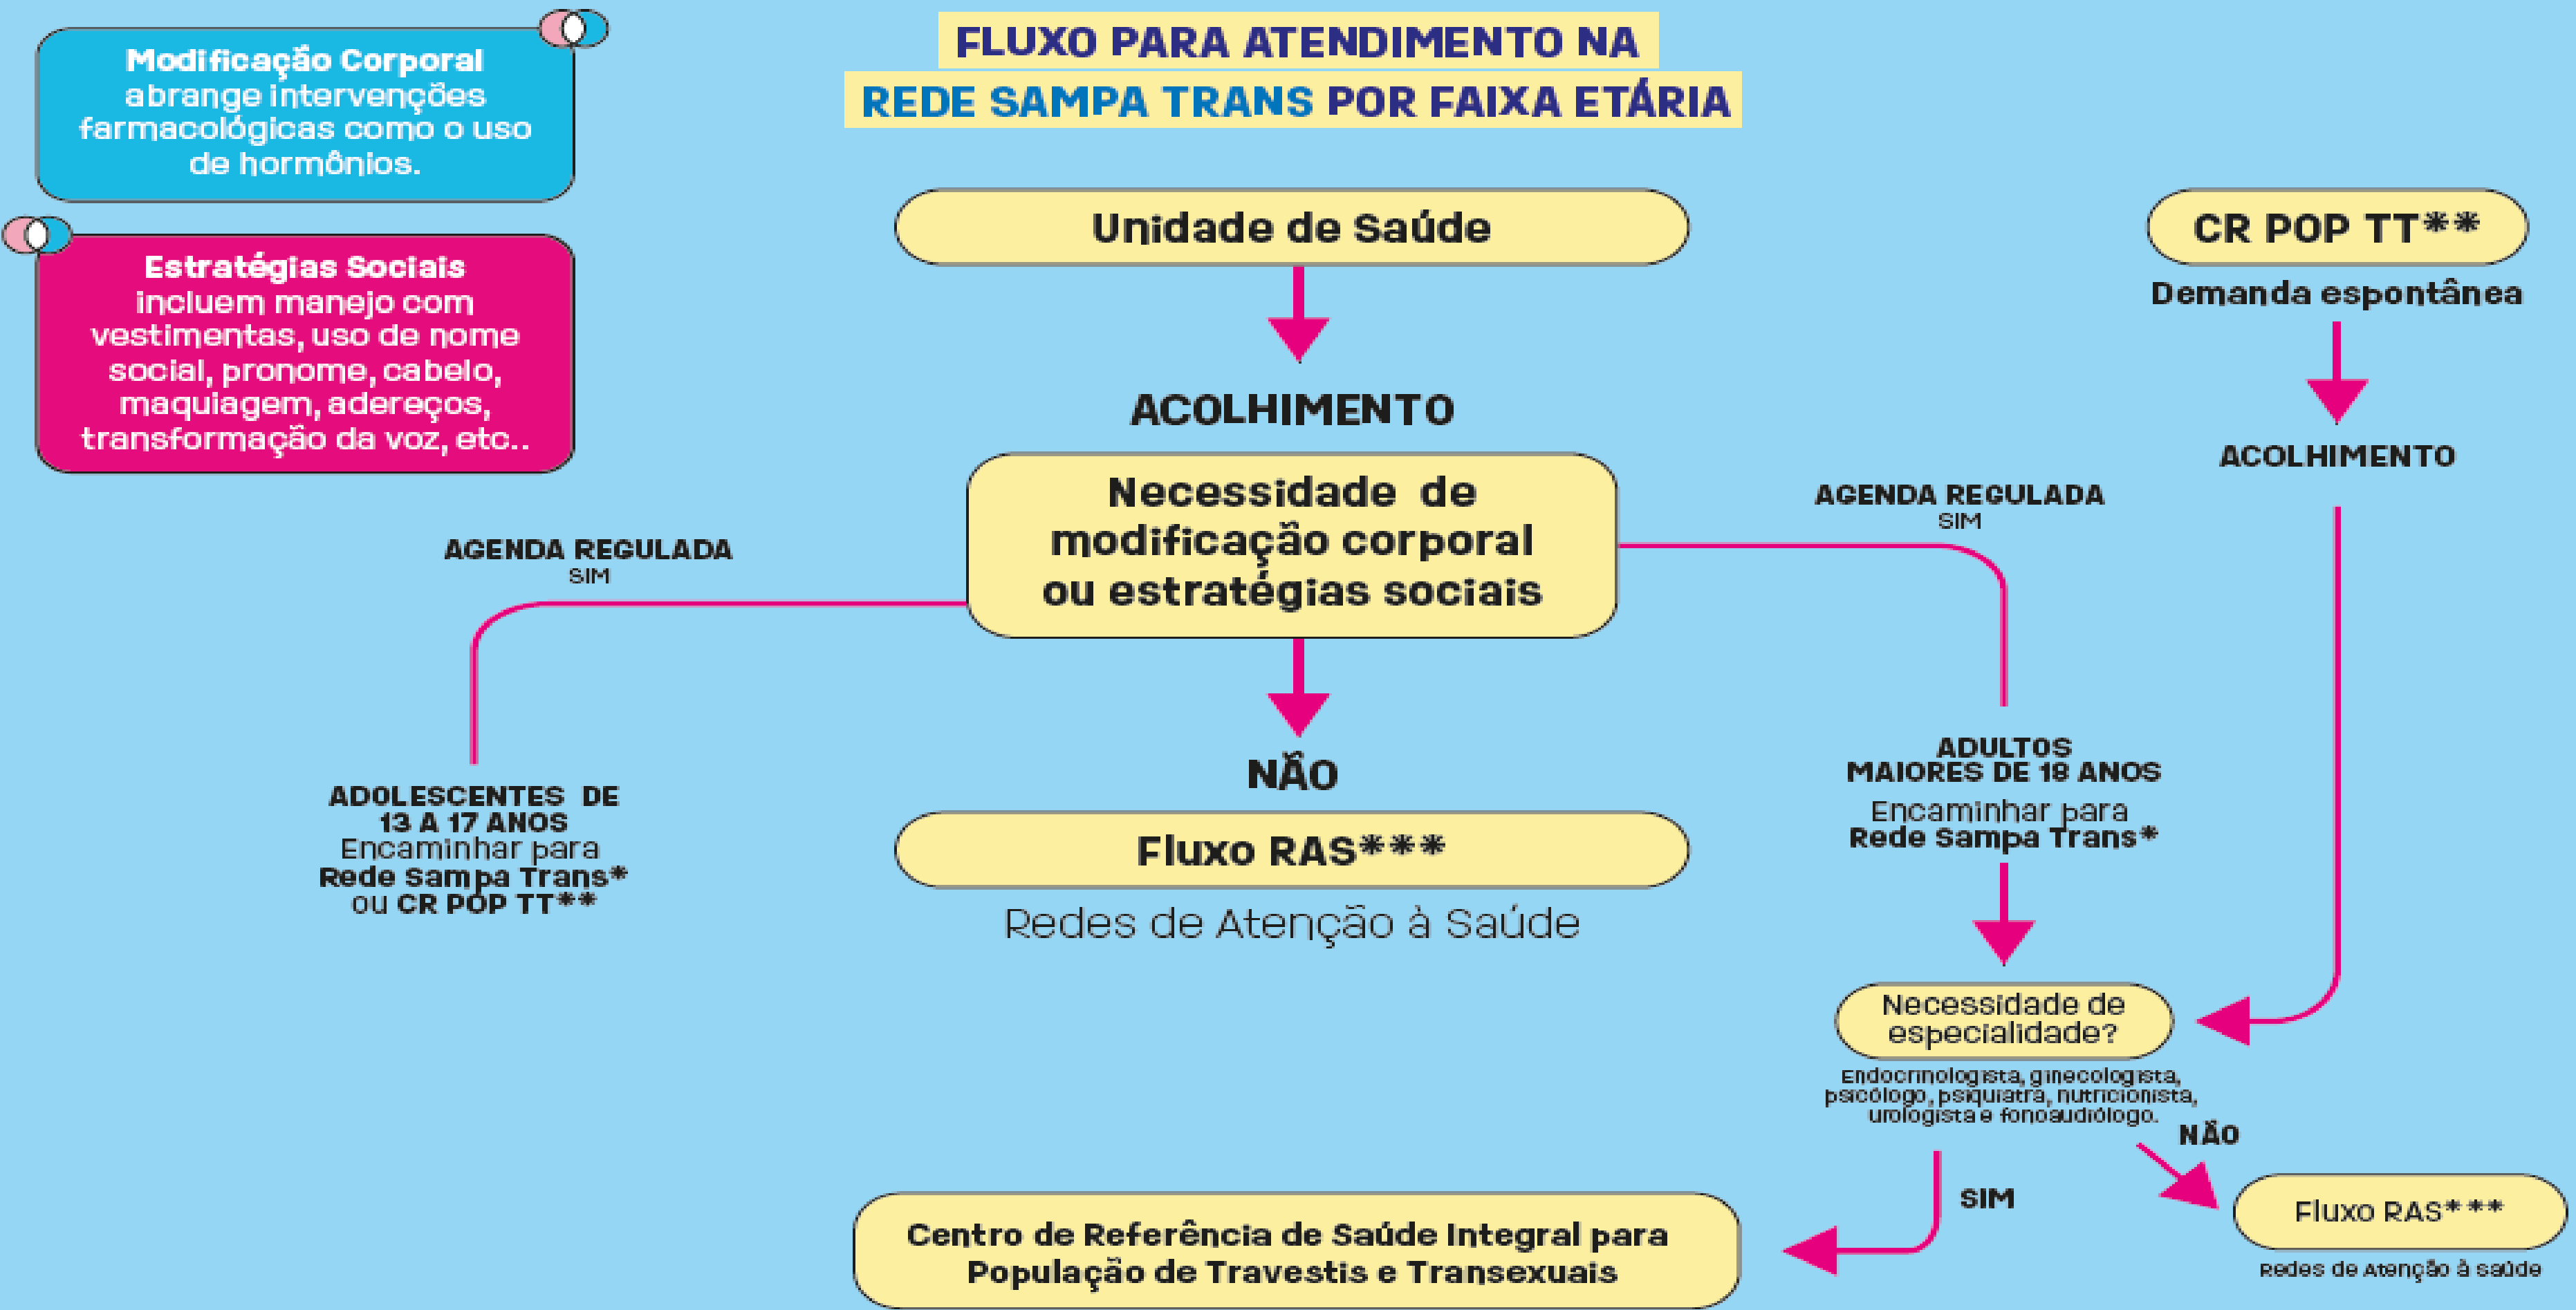 FLUXO PARA ATENDIMENTO NA
REDE SAMPA TRANS POR FAIXA ETÁRIA
Modificação Corporal
abrange intervenções
farmacológicas como o uso
de hormônios.
Estratégias Sociais
incluem manejo com
vestimentas, uso de nome
social, pronome, cabelo,
maquiagem, adereços,
transformação da voz, etc..
Unidade de Saúde
ACOLHIMENTO
Necessidade de
modificação corporal
ou estratégias sociais
AGENDA REGULADA
SIM
ADOLESCENTES DE
13 A 17 ANOS
Encaminhar para
Rede Sampa Trans*
ou CR POP TT**
NÃO
Fluxo RAS***
Redes de Atenção à Saúde
AGENDA REGULADA
SIM
ADULTOS
MAIORES DE 18 ANOS
Encaminhar para
Rede Sampa Trans*
CR POP TT**
Demanda espontânea
ACOLHIMENTO
Necessidade de
especialidade?
Endocrinologista, ginecologista,
psicólogo, psiquiatra, nutricionista,
urologista e fonoaudiólogo.
NÃO
Fluxo RAS***
Redes de Atenção à Saúde
SIM
Centro de Referência de Saúde Integral para
População de Travestis e Transexuais